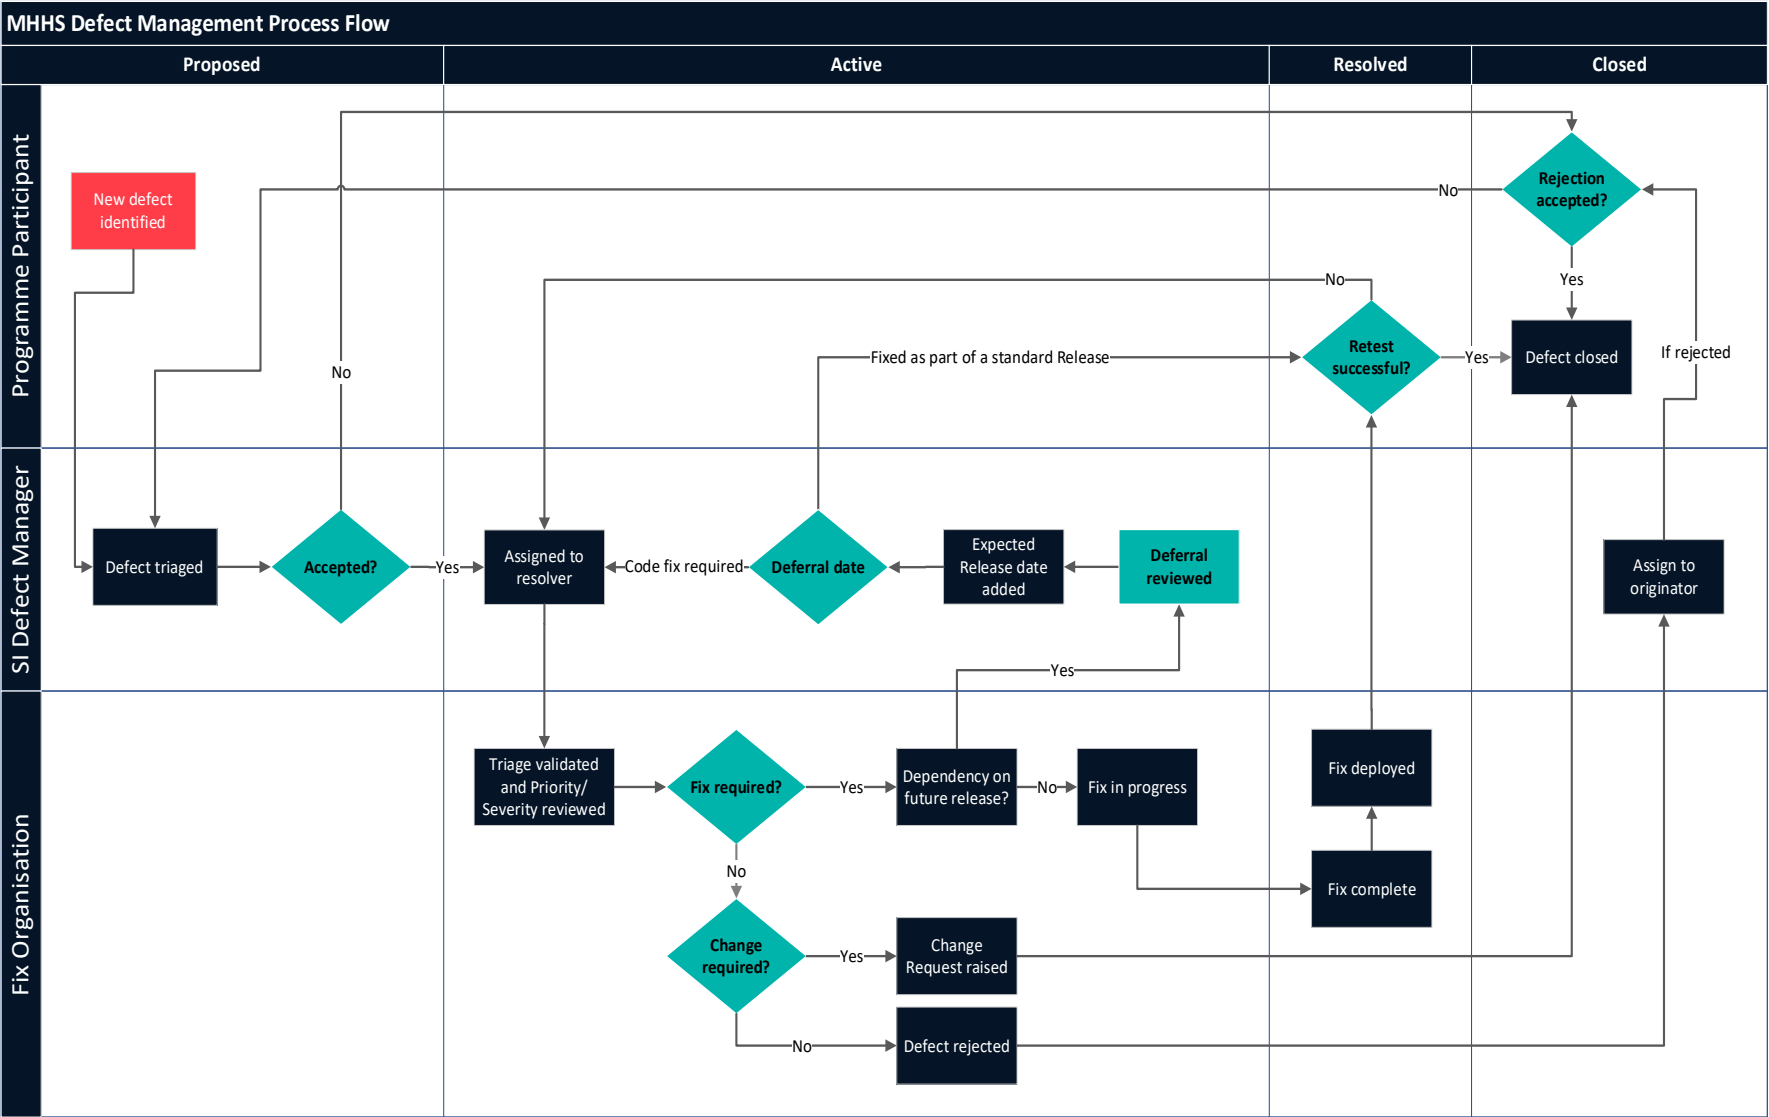 MHHS Defect Management Process Flow
Proposed
Active
Resolved
Closed
Programme Participant
New defect
identified
No
No
Rejection
accepted?
Yes
No
Fixed as part of a standard Release
Retest
successful?
Yes
Defect closed
If rejected
SI Defect Manager
Defect triaged
Accepted?
Yes
Assigned to
resolver
Code fix required
Deferral date
Expected
Release date
added
Deferral
reviewed
Assign to
originator
Yes
Fix Organisation
Triage validated
and Priority/
Severity reviewed
Fix required?
Yes
Dependency on
future release?
No
Fix in progress
Fix deployed
No
Fix complete
Change
required?
Yes
Change
Request raised
No
Defect rejected